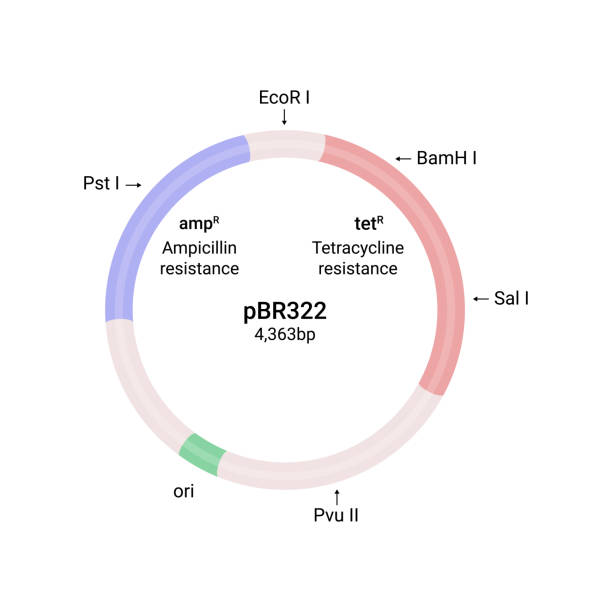 EcoR I
BamH I
Pst I
amp^R
Ampicillin
resistance
tet^R
Tetracycline
resistance
Sal I
pBR322
4,363bp
ori
Pvu II